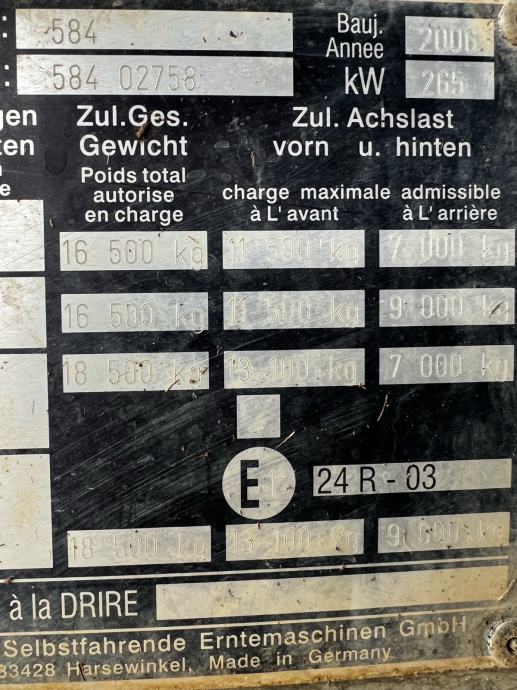 : 584 Bauj. Annee 2006
: 584 02758 kW 265
gen Zul.Ges. Zul. Achslast
ten Gewicht vorn u. hinten
Poids total
e autorise charge maximale admissible
en charge à L' avant à L' arrière
16 500 kg 11 500 kg 7 000 kg
16 500 kg 11 500 kg 9 000 kg
18 500 kg 13 100 kg 7 000 kg
E1 24 R - 03
18 500 kg 13 100 kg 9 000 kg
à la DRIRE
Selbstfahrende Erntemaschinen GmbH
33428 Harsewinkel, Made in Germany